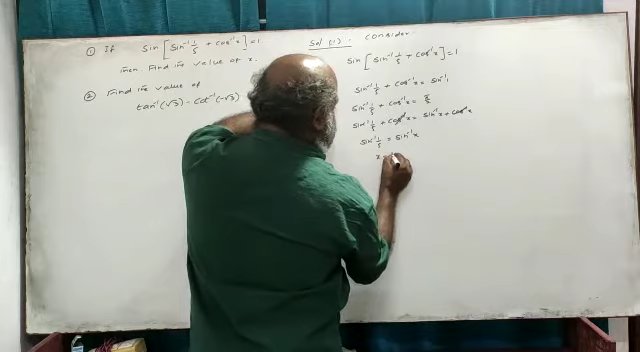 ① If Sin[Sin⁻¹ 1/5 + cos⁻¹x]=1
Then Find the value of x.
② Find the value of
tan⁻¹(√3) - cot⁻¹(-√3)
Sol (1): Consider
Sin[Sin⁻¹ 1/5 + cos⁻¹x]=1
Sin⁻¹ 1/5 + cos⁻¹x = Sin⁻¹1
Sin⁻¹ 1/5 + cos⁻¹x = π/2
Sin⁻¹ 1/5 + cos⁻¹x = Sin⁻¹x + cos⁻¹x
Sin⁻¹ 1/5 = Sin⁻¹x
x =